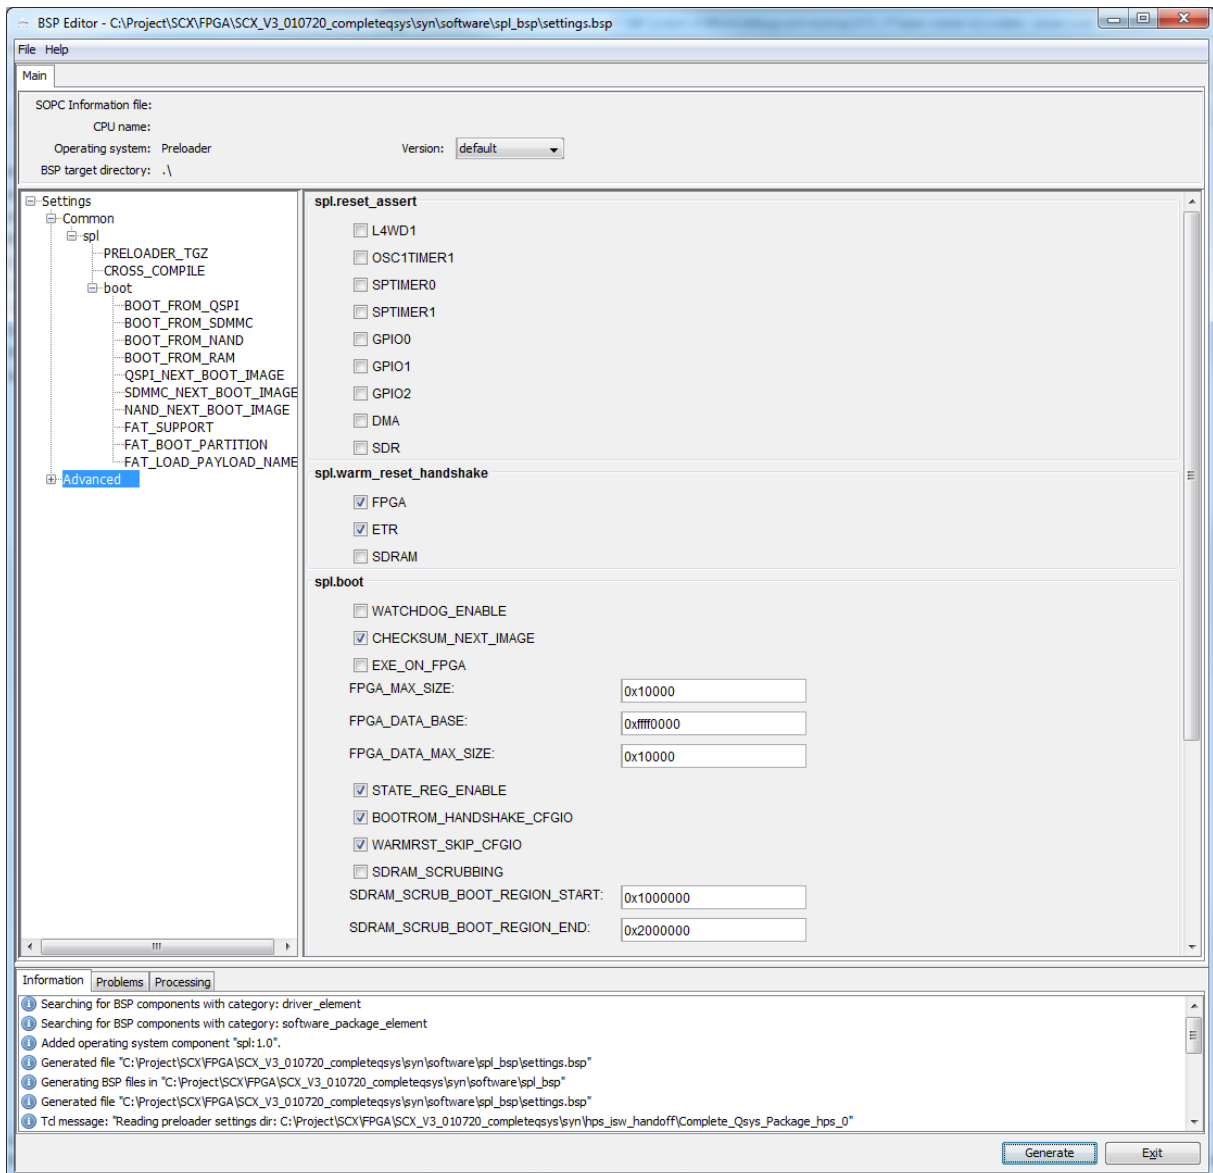 BSP Editor - C:\Project\SCX\FPGA\SCX_V3_010720_completeqsys\syn\software\spl_bsp\settings.bsp
File Help
Main
SOPC Information file:
CPU name:
Operating system: Preloader Version: default
BSP target directory: .\
Settings
Common
spl
PRELOADER_TGZ
CROSS_COMPILE
boot
BOOT_FROM_QSPI
BOOT_FROM_SDMMC
BOOT_FROM_NAND
BOOT_FROM_RAM
QSPI_NEXT_BOOT_IMAGE
SDMMC_NEXT_BOOT_IMAGE
NAND_NEXT_BOOT_IMAGE
FAT_SUPPORT
FAT_BOOT_PARTITION
FAT_LOAD_PAYLOAD_NAME
Advanced
spl.reset_assert
L4WD1
OSC1TIMER1
SPTIMER0
SPTIMER1
GPIO0
GPIO1
GPIO2
DMA
SDR
spl.warm_reset_handshake
FPGA
ETR
SDRAM
spl.boot
WATCHDOG_ENABLE
CHECKSUM_NEXT_IMAGE
EXE_ON_FPGA
FPGA_MAX_SIZE: 0x10000
FPGA_DATA_BASE: 0xffff0000
FPGA_DATA_MAX_SIZE: 0x10000
STATE_REG_ENABLE
BOOTROM_HANDSHAKE_CFGIO
WARMRST_SKIP_CFGIO
SDRAM_SCRUBBING
SDRAM_SCRUB_BOOT_REGION_START: 0x1000000
SDRAM_SCRUB_BOOT_REGION_END: 0x2000000
Information Problems Processing
Searching for BSP components with category: driver_element
Searching for BSP components with category: software_package_element
Added operating system component "spl:1.0".
Generated file "C:\Project\SCX\FPGA\SCX_V3_010720_completeqsys\syn\software\spl_bsp\settings.bsp"
Generating BSP files in "C:\Project\SCX\FPGA\SCX_V3_010720_completeqsys\syn\software\spl_bsp"
Generated file "C:\Project\SCX\FPGA\SCX_V3_010720_completeqsys\syn\software\spl_bsp\settings.bsp"
Tcl message: "Reading preloader settings dir: C:\Project\SCX\FPGA\SCX_V3_010720_completeqsys\syn\hps_isw_handoff\Complete_Qsys_Package_hps_0"
Generate Exit